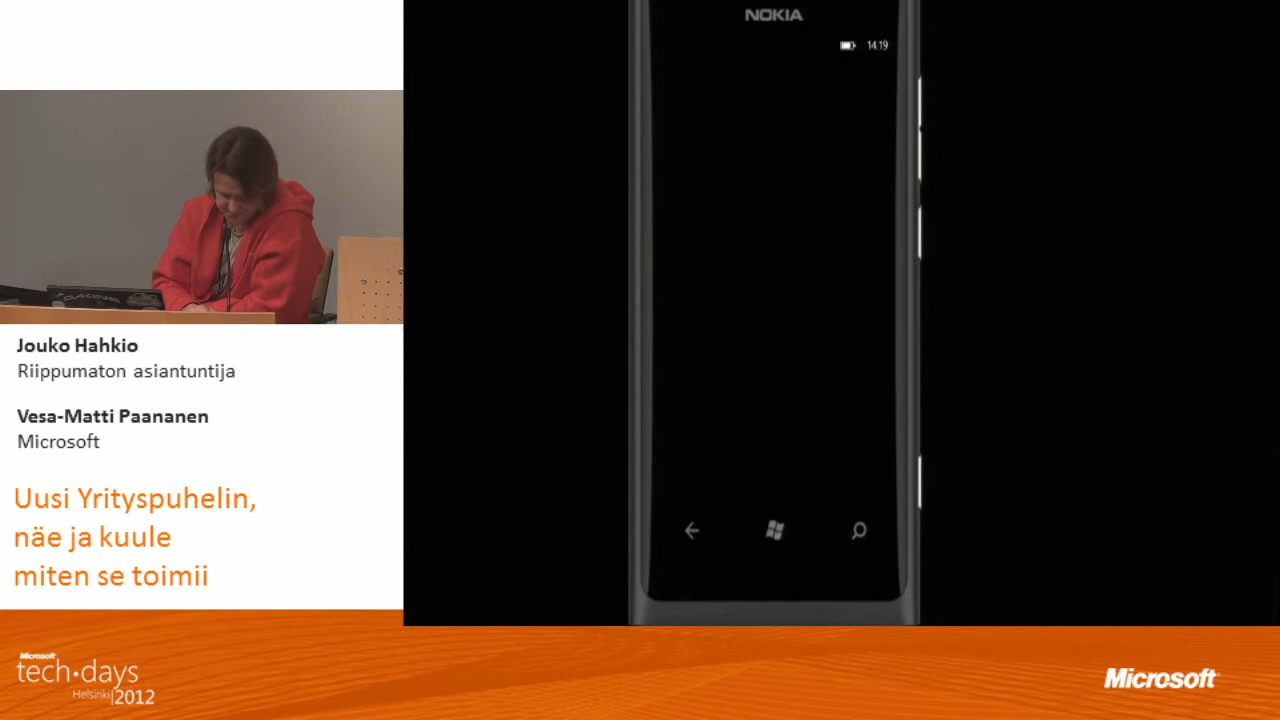 NOKIA
14.19
DAKINE
Jouko Hahkio
Riippumaton asiantuntija
Vesa-Matti Paananen
Microsoft
Uusi Yrityspuhelin,
näe ja kuule
miten se toimii
Microsoft
tech•days
Helsinki|2012
Microsoft